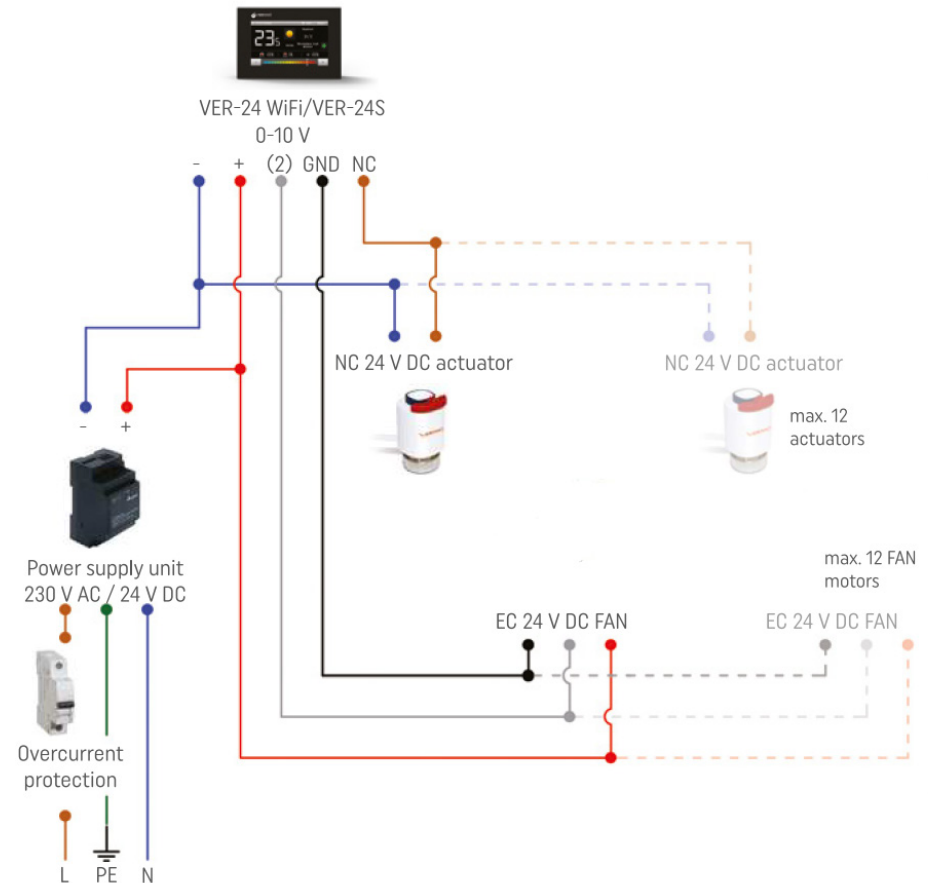 23
VER-24 WiFi/VER-24S
0-10 V
- + (2) GND NC
NC 24 V DC actuator
NC 24 V DC actuator
max. 12
actuators
- +
Power supply unit
230 V AC / 24 V DC
max. 12 FAN
motors
EC 24 V DC FAN
EC 24 V DC FAN
Overcurrent
protection
L PE N